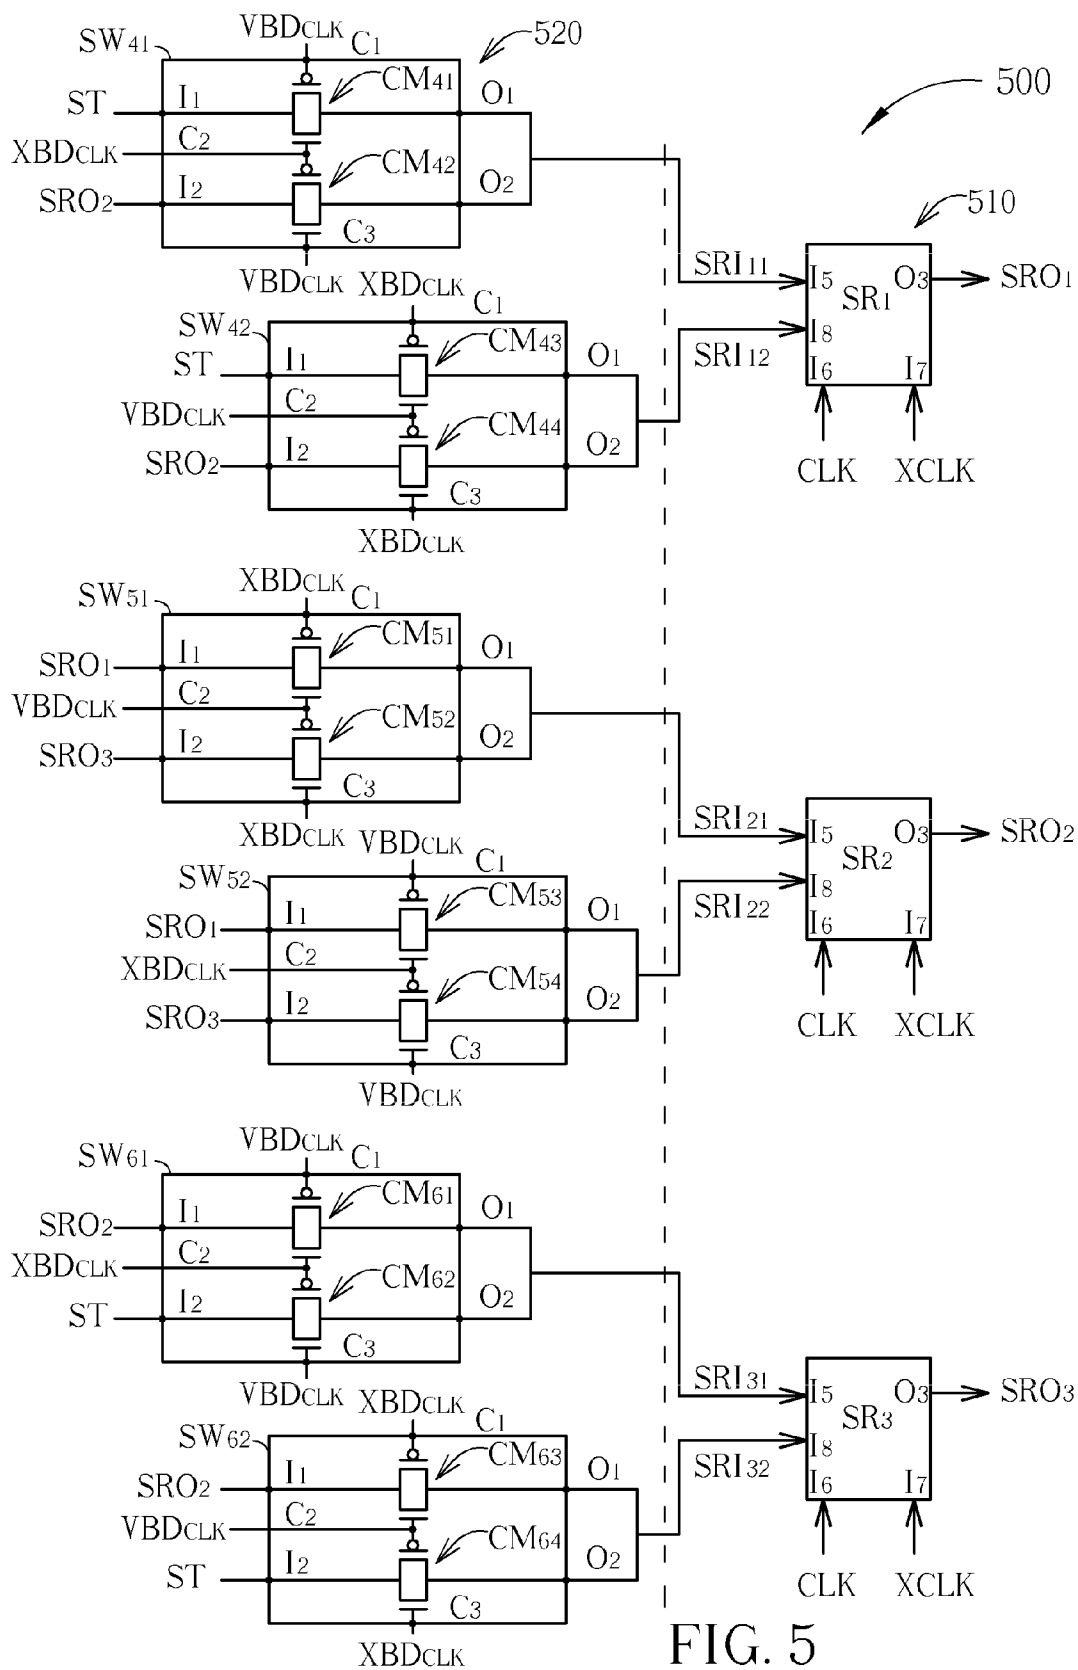 VBDCLK
SW41 C1 520
CM41
ST I1 O1 500
XBDCLK C2
CM42
SRO2 I2 O2
C3 510
VBDCLK
SRI11 I5 O3 SRO1
SR1
XBDCLK
SW42 C1
CM43 I8
ST I1 O1 SRI12 I6 I7
VBDCLK C2
CM44
SRO2 I2 O2 CLK XCLK
C3
XBDCLK
XBDCLK
SW51 C1
CM51
SRO1 I1 O1
VBDCLK C2
CM52
SRO3 I2 O2
C3
XBDCLK
SRI21 I5 O3 SRO2
VBDCLK SR2
SW52 C1
CM53 I8
SRO1 I1 O1 SRI22 I6 I7
XBDCLK C2
CM54
SRO3 I2 O2 CLK XCLK
C3
VBDCLK
VBDCLK
SW61 C1
CM61
SRO2 I1 O1
XBDCLK C2
CM62
ST I2 O2
C3
VBDCLK
SRI31 I5 O3 SRO3
XBDCLK SR3
SW62 C1
CM63 I8
SRO2 I1 O1 SRI32 I6 I7
VBDCLK C2
CM64
ST I2 O2 CLK XCLK
C3
XBDCLK
FIG. 5